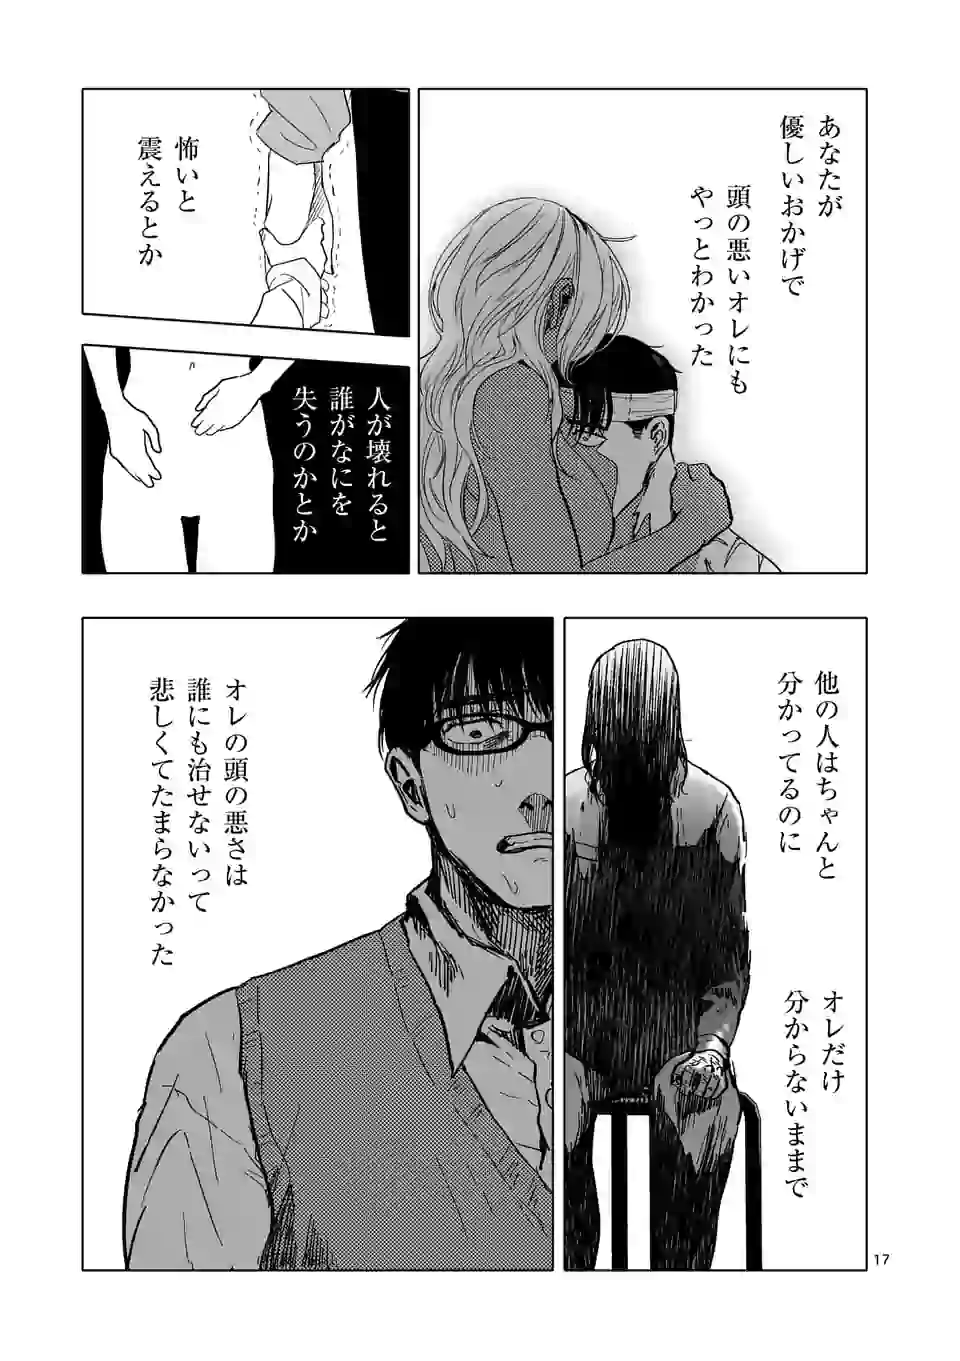 あなたが
優しいおかげで
頭の悪いオレにも
やっとわかった
怖いと
震えるとか
人が壊れると
誰がなにを
失うのかとか
他の人はちゃんと
分かってるのに
オレだけ
分からないままで
オレの頭の悪さは
誰にも治せないって
悲しくてたまらなかった
17